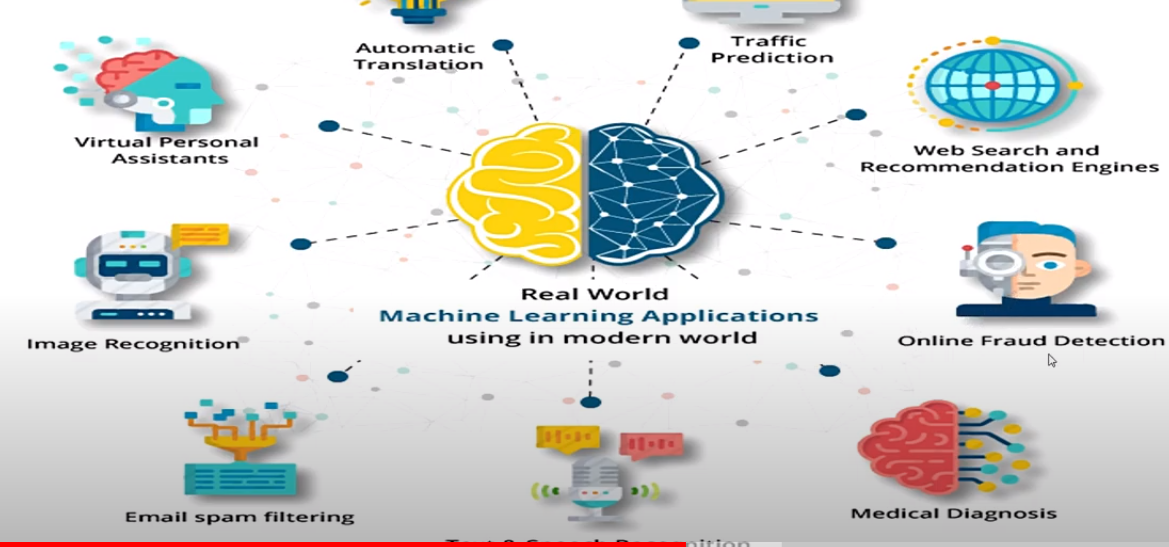 Automatic
Translation
Traffic
Prediction
Virtual Personal
Assistants
Web Search and
Recommendation Engines
Real World
Machine Learning Applications
using in modern world
Image Recognition
Online Fraud Detection
Email spam filtering
Medical Diagnosis